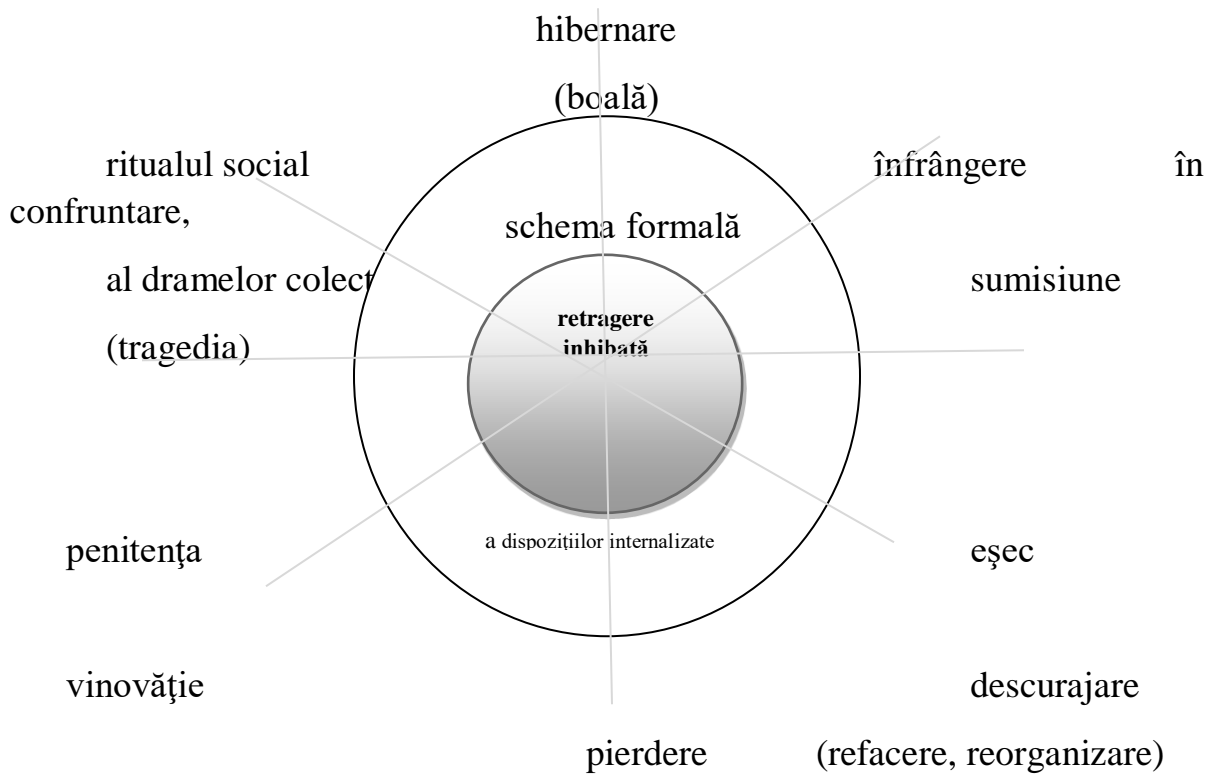 hibernare
(boală)
ritualul social înfrângere în
confruntare,
schema formală
al dramelor colect sumisiune
retragere
(tragedia)
inhibată
a dispozițiilor internalizate
penitenţa eşec
vinovăţie descurajare
pierdere (refacere, reorganizare)